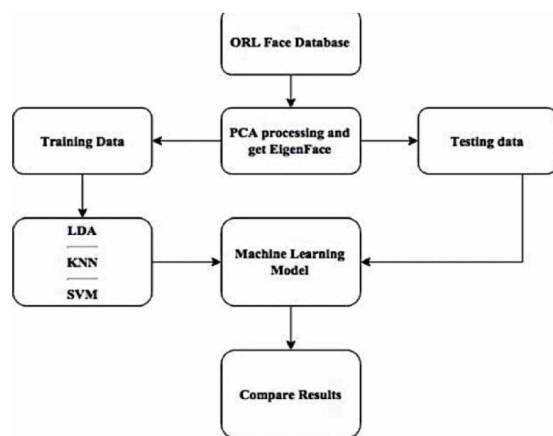 ORL Face Database
Training Data
PCA processing and
get EigenFace
Testing data
LDA
KNN
SVM
Machine Learning
Model
Compare Results